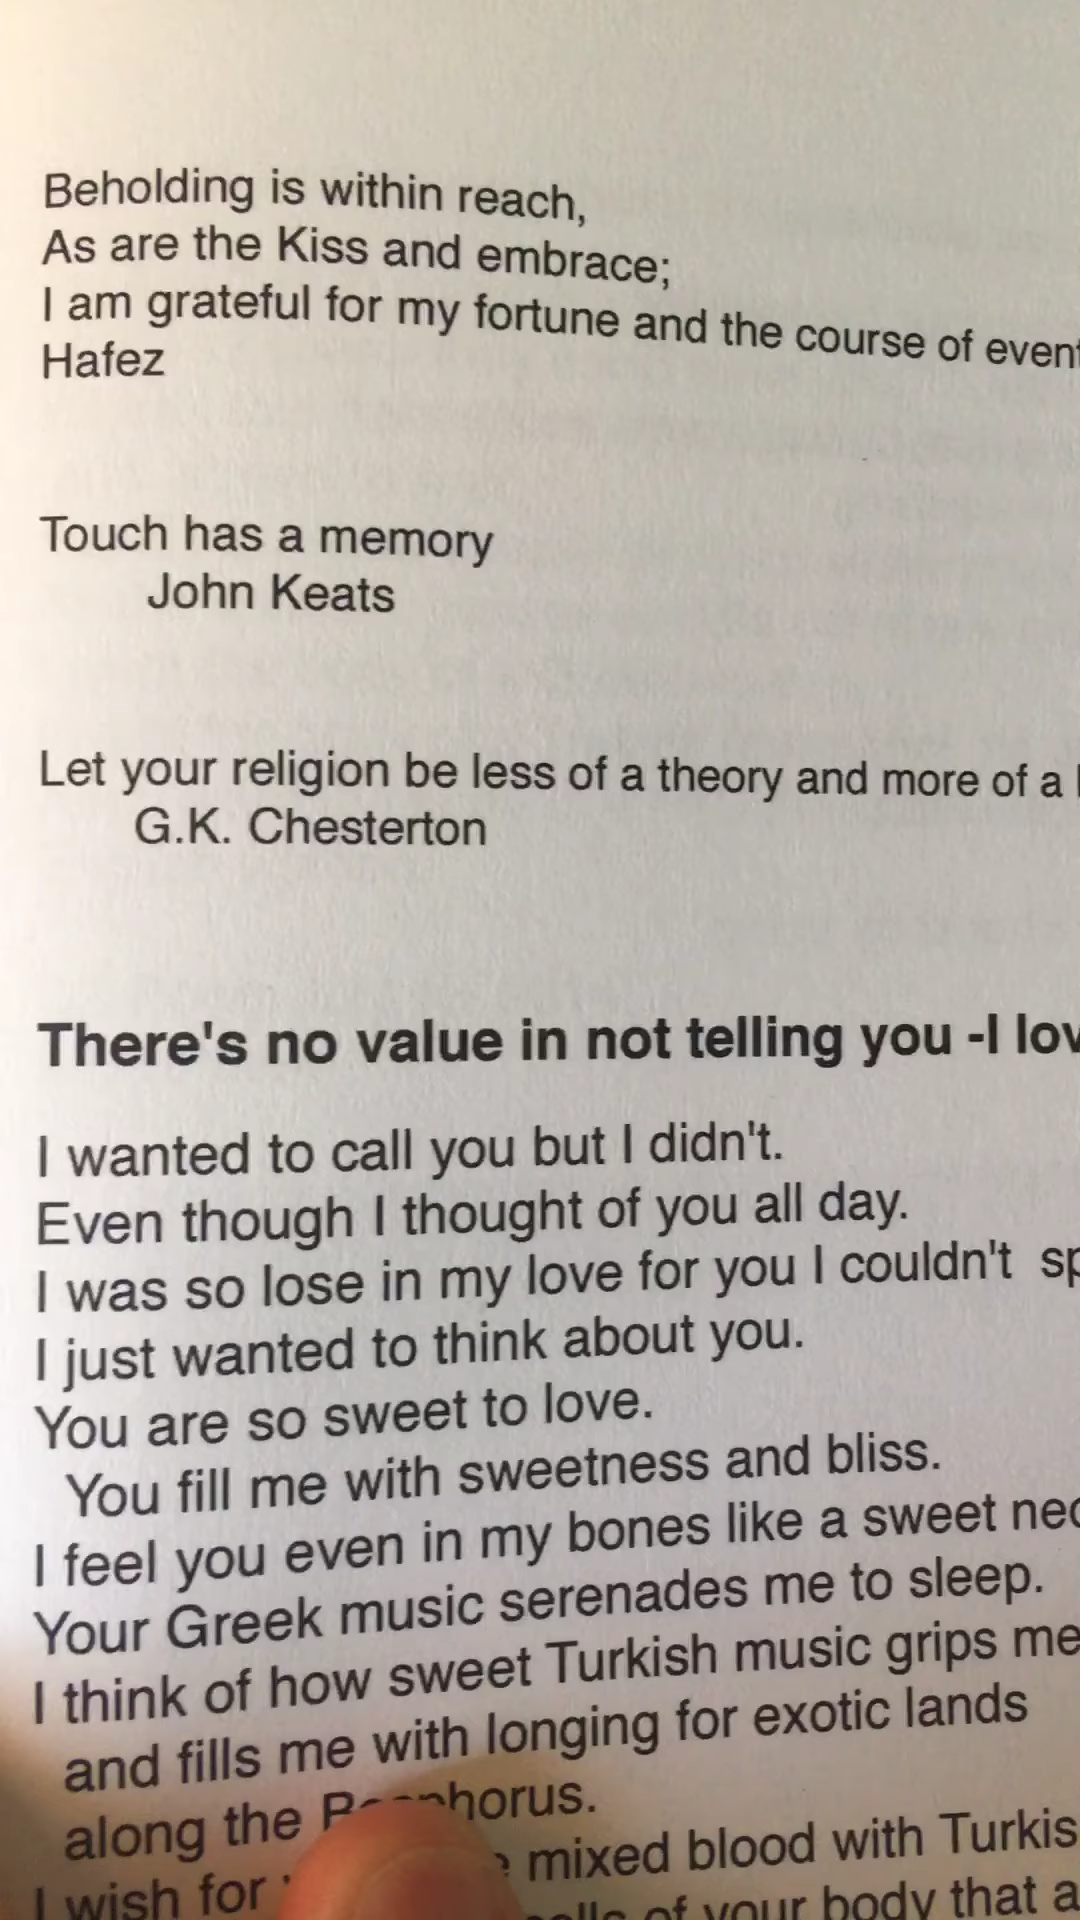 Beholding is within reach,
As are the Kiss and embrace;
I am grateful for my fortune and the course of
Hafez
Touch has a memory
John Keats
Let your religion be less of a theory and more of a
G.K. Chesterton
There's no value in not telling you -I
I wanted to call you but I didn't.
Even though I thought of you all day.
I was so lose in my love for you I couldn't
I just wanted to think about you.
You are so sweet to love.
You fill me with sweetness and bliss.
I feel you even in my bones like a sweet
Your Greek music serenades me to sleep.
I think of how sweet Turkish music grips me
and fills me with longing for exotic lands
along the
I wish for mixed blood with
of your body that